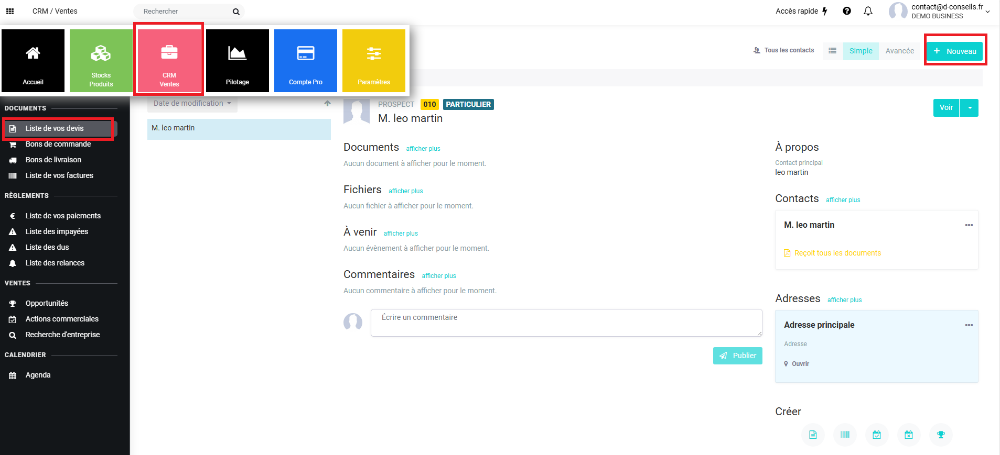 CRM / Ventes
Rechercher
Accès rapide
contact@d-conseils.fr
DEMO BUSINESS
Accueil
Stocks
Produits
CRM
Ventes
Pilotage
Compte Pro
Paramètres
Tous les contacts
Simple
Avancée
+ Nouveau
DOCUMENTS
Liste de vos devis
Bons de commande
Bons de livraison
Liste de vos factures
RÈGLEMENTS
€ Liste de vos paiements
Liste des impayées
Liste des dus
Liste des relances
VENTES
Opportunités
Actions commerciales
Recherche d'entreprise
CALENDRIER
Agenda
Date de modification
M. leo martin
PROSPECT 010 PARTICULIER
M. leo martin
Voir
Documents afficher plus
Aucun document à afficher pour le moment.
Fichiers afficher plus
Aucun fichier à afficher pour le moment.
À venir afficher plus
Aucun évènement à afficher pour le moment.
Commentaires afficher plus
Aucun commentaire à afficher pour le moment.
Écrire un commentaire
Publier
À propos
Contact principal
leo martin
Contacts afficher plus
M. leo martin
Reçoit tous les documents
Adresses afficher plus
Adresse principale
Adresse
Ouvrir
Créer